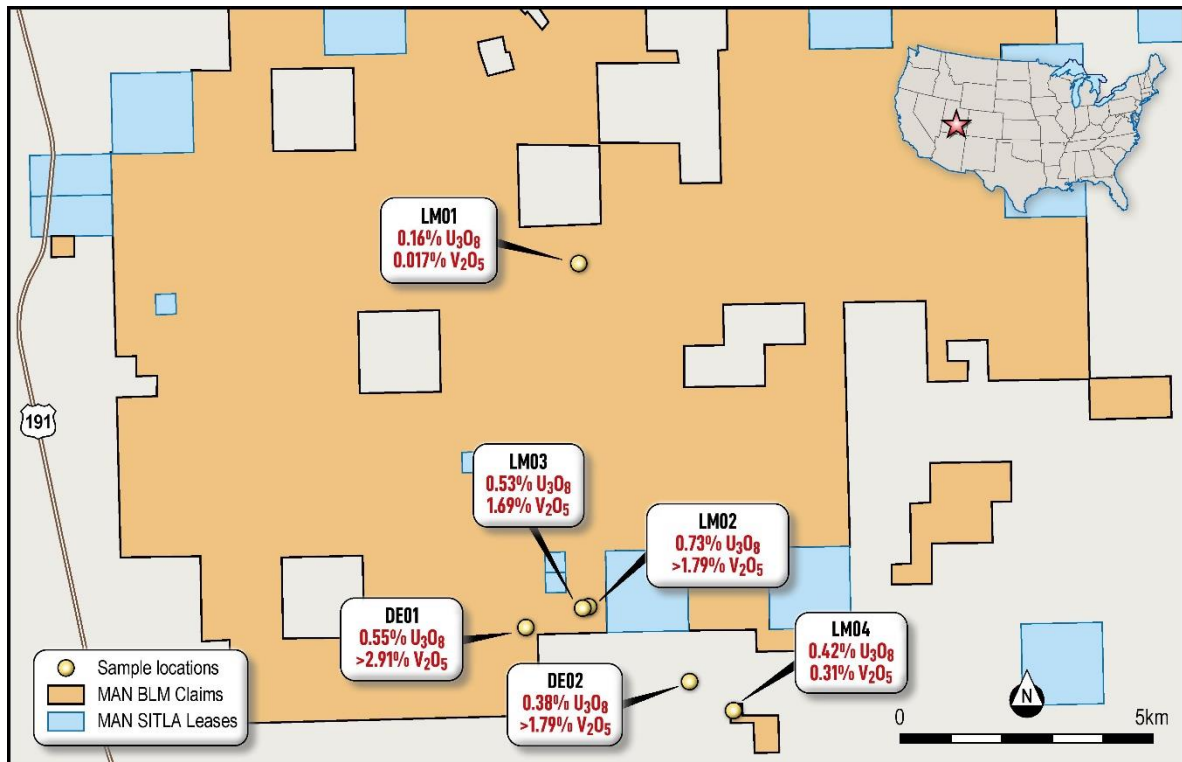 LM01
0.16% U₃O₈
0.017% V₂O₅
191
LM03
0.53% U₃O₈
1.69% V₂O₅
LM02
0.73% U₃O₈
>1.79% V₂O₅
DE01
0.55% U₃O₈
>2.91% V₂O₅
LM04
0.42% U₃O₈
0.31% V₂O₅
DE02
0.38% U₃O₈
>1.79% V₂O₅
Sample locations
MAN BLM Claims
MAN SITLA Leases
N
0 5km